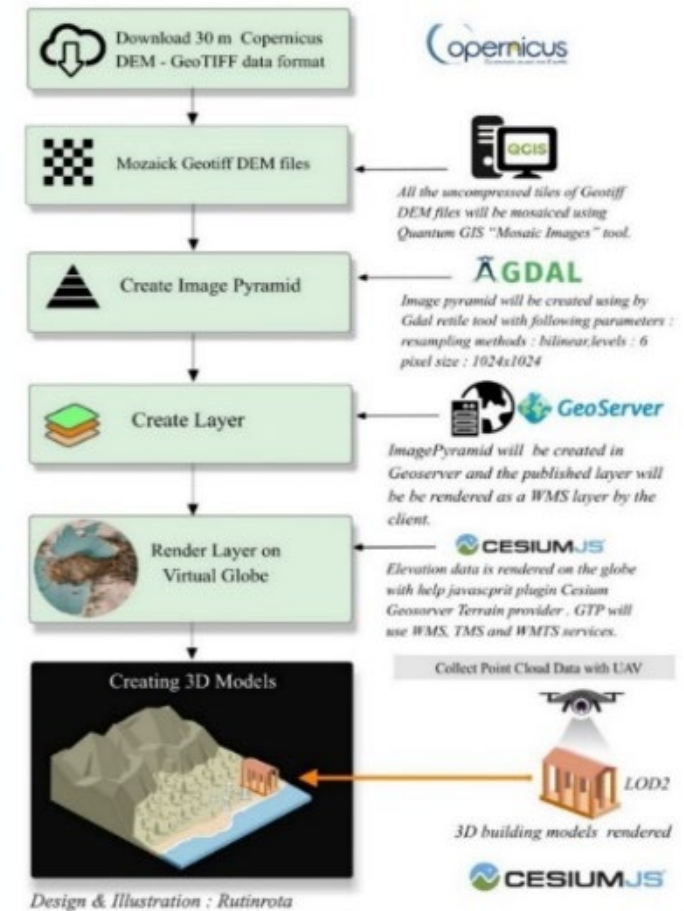 Download 30 m Copernicus
DEM - GeoTIFF data format
opernicus
Mozaick Geotiff DEM files
QGIS
All the uncompressed tiles of Geotiff
DEM files will be mosaiced using
Quantum GIS “Mosaic Images” tool.
Create Image Pyramid
GDAL
Image pyramid will be created using by
Gdal retile tool with following parameters :
resampling methods : bilinear,levels : 6
pixel size : 1024x1024
Create Layer
GeoServer
ImagePyramid will be created in
Geoserver and the published layer will
be be rendered as a WMS layer by the
client.
Render Layer on
Virtual Globe
CESIUMJS
Elevation data is rendered on the globe
with help javascprit plugin Cesium
Geosorver Terrain provider . GTP will
use WMS, TMS and WMTS services.
Creating 3D Models
Collect Point Cloud Data with UAV
LOD2
3D building models rendered
CESIUMJS
Design & Illustration : Rutinrota